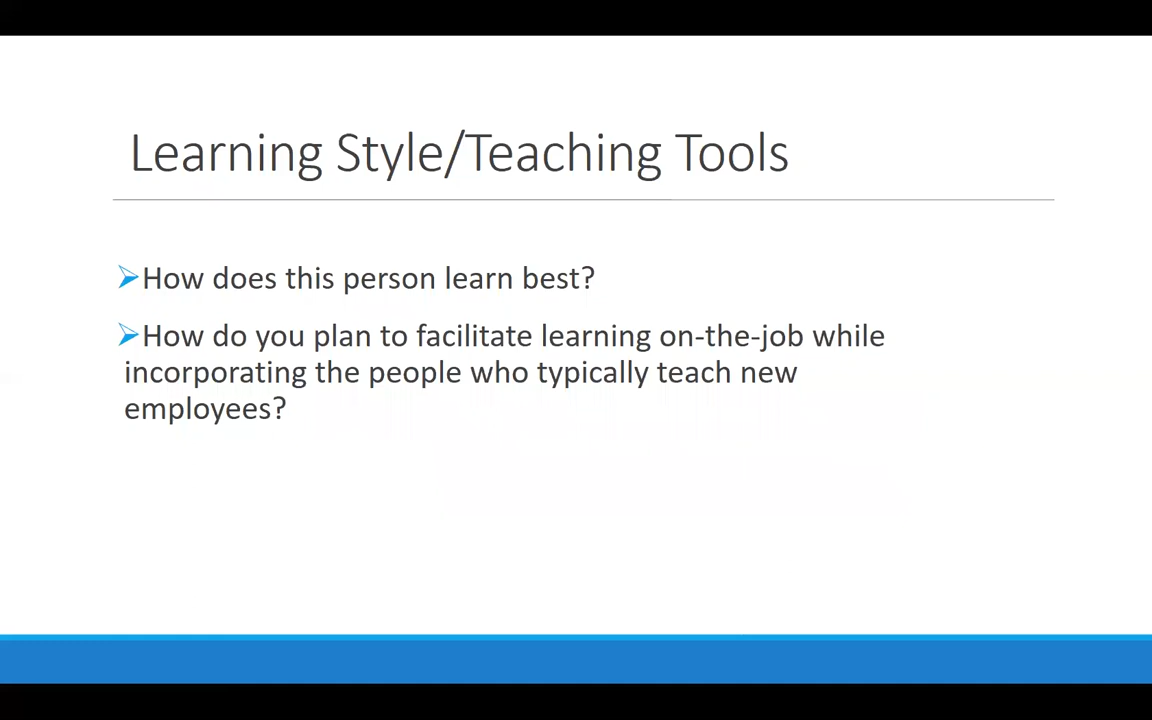 Learning Style/Teaching Tools
How does this person learn best?
How do you plan to facilitate learning on-the-job while
incorporating the people who typically teach new
employees?